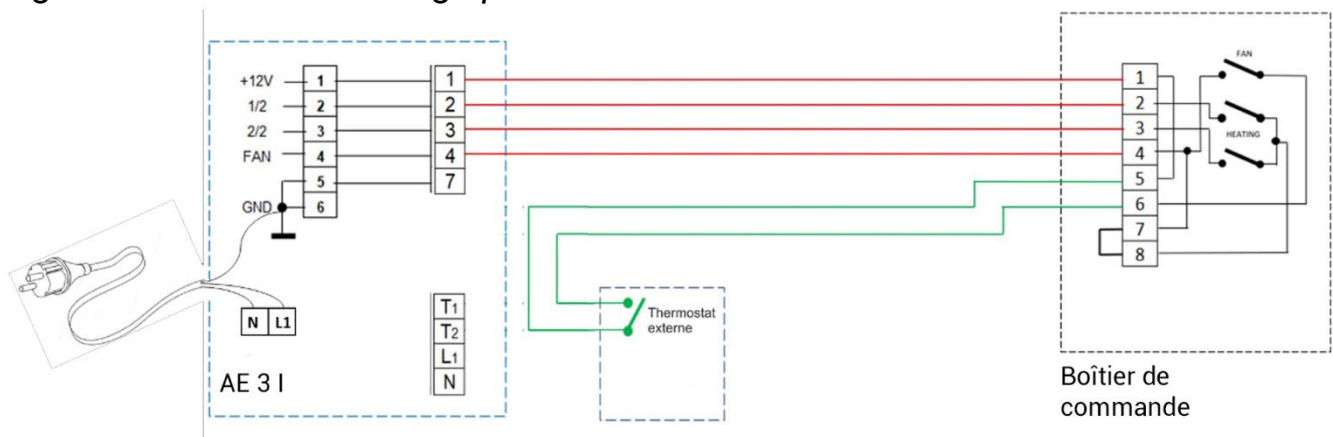 +12V 1 1
1/2 2 2
2/2 3 3
FAN 4 4
5 7
GND 6
N L1
T1
T2
L1
N
AE 3 I
Thermostat
externe
1
2
3
4
5
6
7
8
FAN
HEATING
Boîtier de
commande